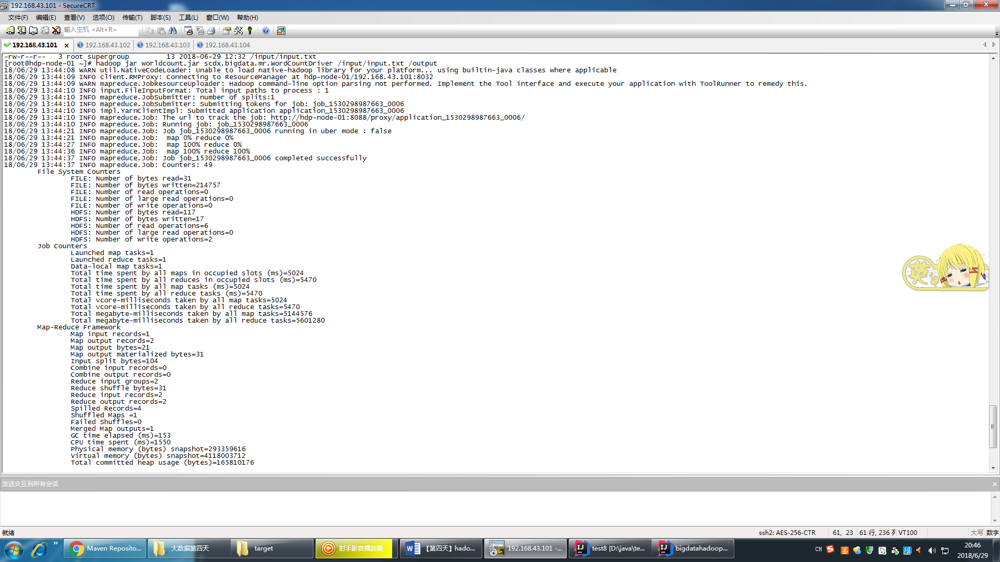 192.168.43.101 - SecureCRT
文件(F) 编辑(E) 查看(V) 选项(O) 传输(T) 脚本(S) 工具(L) 窗口(W) 帮助(H)
输入主机 <Alt+R>
192.168.43.101 192.168.43.102 192.168.43.103 192.168.43.104
-rw-r--r-- 3 root supergroup 13 2018-06-29 12:32 /input/input.txt
[root@hdp-node-01 ~]# hadoop jar worldcount.jar scdx.bigdata.mr.WordCountDriver /input/input.txt /output
18/06/29 13:44:08 WARN util.NativeCodeLoader: Unable to load native-hadoop library for your platform... using builtin-java classes where applicable
18/06/29 13:44:09 INFO client.RMProxy: Connecting to ResourceManager at hdp-node-01/192.168.43.101:8032
18/06/29 13:44:09 WARN mapreduce.JobResourceUploader: Hadoop command-line option parsing not performed. Implement the Tool interface and execute your application with ToolRunner to remedy this.
18/06/29 13:44:10 INFO input.FileInputFormat: Total input paths to process : 1
18/06/29 13:44:10 INFO mapreduce.JobSubmitter: number of splits:1
18/06/29 13:44:10 INFO mapreduce.JobSubmitter: Submitting tokens for job: job_1530298987663_0006
18/06/29 13:44:10 INFO impl.YarnClientImpl: Submitted application application_1530298987663_0006
18/06/29 13:44:10 INFO mapreduce.Job: The url to track the job: http://hdp-node-01:8088/proxy/application_1530298987663_0006/
18/06/29 13:44:10 INFO mapreduce.Job: Running job: job_1530298987663_0006
18/06/29 13:44:21 INFO mapreduce.Job: Job job_1530298987663_0006 running in uber mode : false
18/06/29 13:44:21 INFO mapreduce.Job:  map 0% reduce 0%
18/06/29 13:44:27 INFO mapreduce.Job:  map 100% reduce 0%
18/06/29 13:44:36 INFO mapreduce.Job:  map 100% reduce 100%
18/06/29 13:44:37 INFO mapreduce.Job: Job job_1530298987663_0006 completed successfully
18/06/29 13:44:37 INFO mapreduce.Job: Counters: 49
File System Counters
FILE: Number of bytes read=31
FILE: Number of bytes written=214757
FILE: Number of read operations=0
FILE: Number of large read operations=0
FILE: Number of write operations=0
HDFS: Number of bytes read=117
HDFS: Number of bytes written=17
HDFS: Number of read operations=6
HDFS: Number of large read operations=0
HDFS: Number of write operations=2
Job Counters
Launched map tasks=1
Launched reduce tasks=1
Data-local map tasks=1
Total time spent by all maps in occupied slots (ms)=5024
Total time spent by all reduces in occupied slots (ms)=5470
Total time spent by all map tasks (ms)=5024
Total time spent by all reduce tasks (ms)=5470
Total vcore-milliseconds taken by all map tasks=5024
Total vcore-milliseconds taken by all reduce tasks=5470
Total megabyte-milliseconds taken by all map tasks=5144576
Total megabyte-milliseconds taken by all reduce tasks=5601280
Map-Reduce Framework
Map input records=1
Map output records=2
Map output bytes=21
Map output materialized bytes=31
Input split bytes=104
Combine input records=0
Combine output records=0
Reduce input groups=2
Reduce shuffle bytes=31
Reduce input records=2
Reduce output records=2
Spilled Records=4
Shuffled Maps =1
Failed Shuffles=0
Merged Map outputs=1
GC time elapsed (ms)=153
CPU time spent (ms)=1550
Physical memory (bytes) snapshot=293359616
Virtual memory (bytes) snapshot=4118003712
Total committed heap usage (bytes)=165810176
英
发送交互到所有会话
就绪 ssh2: AES-256-CTR 61, 23 61 行, 236 列 VT100 大写 数字
Maven Reposito... 大数据第四天 target 射手影音播放器 【第四天】hado... 192.168.43.101 -... test8 [D:\java\te... bigdatahadoop... CH 20:46
2018/6/29